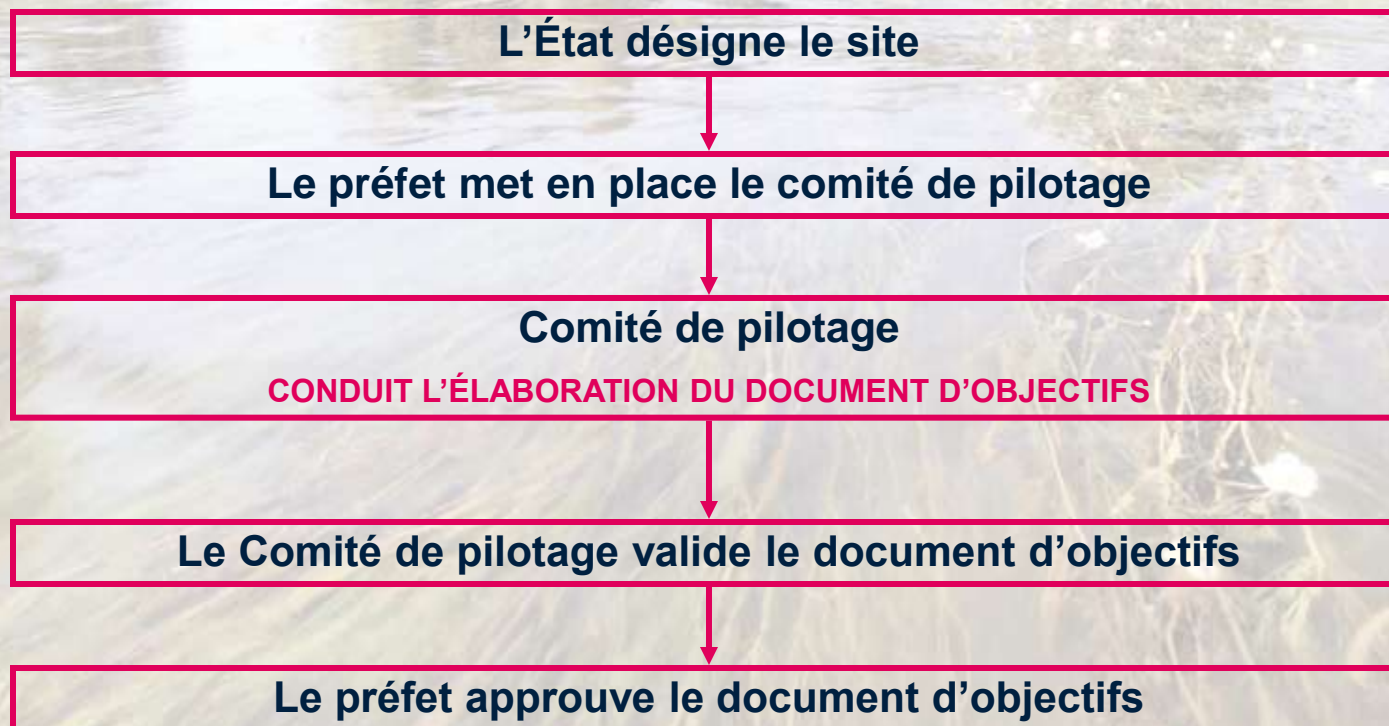 L’État désigne le site
Le préfet met en place le comité de pilotage
Comité de pilotage
CONDUIT L’ÉLABORATION DU DOCUMENT D’OBJECTIFS
Le Comité de pilotage valide le document d’objectifs
Le préfet approuve le document d’objectifs